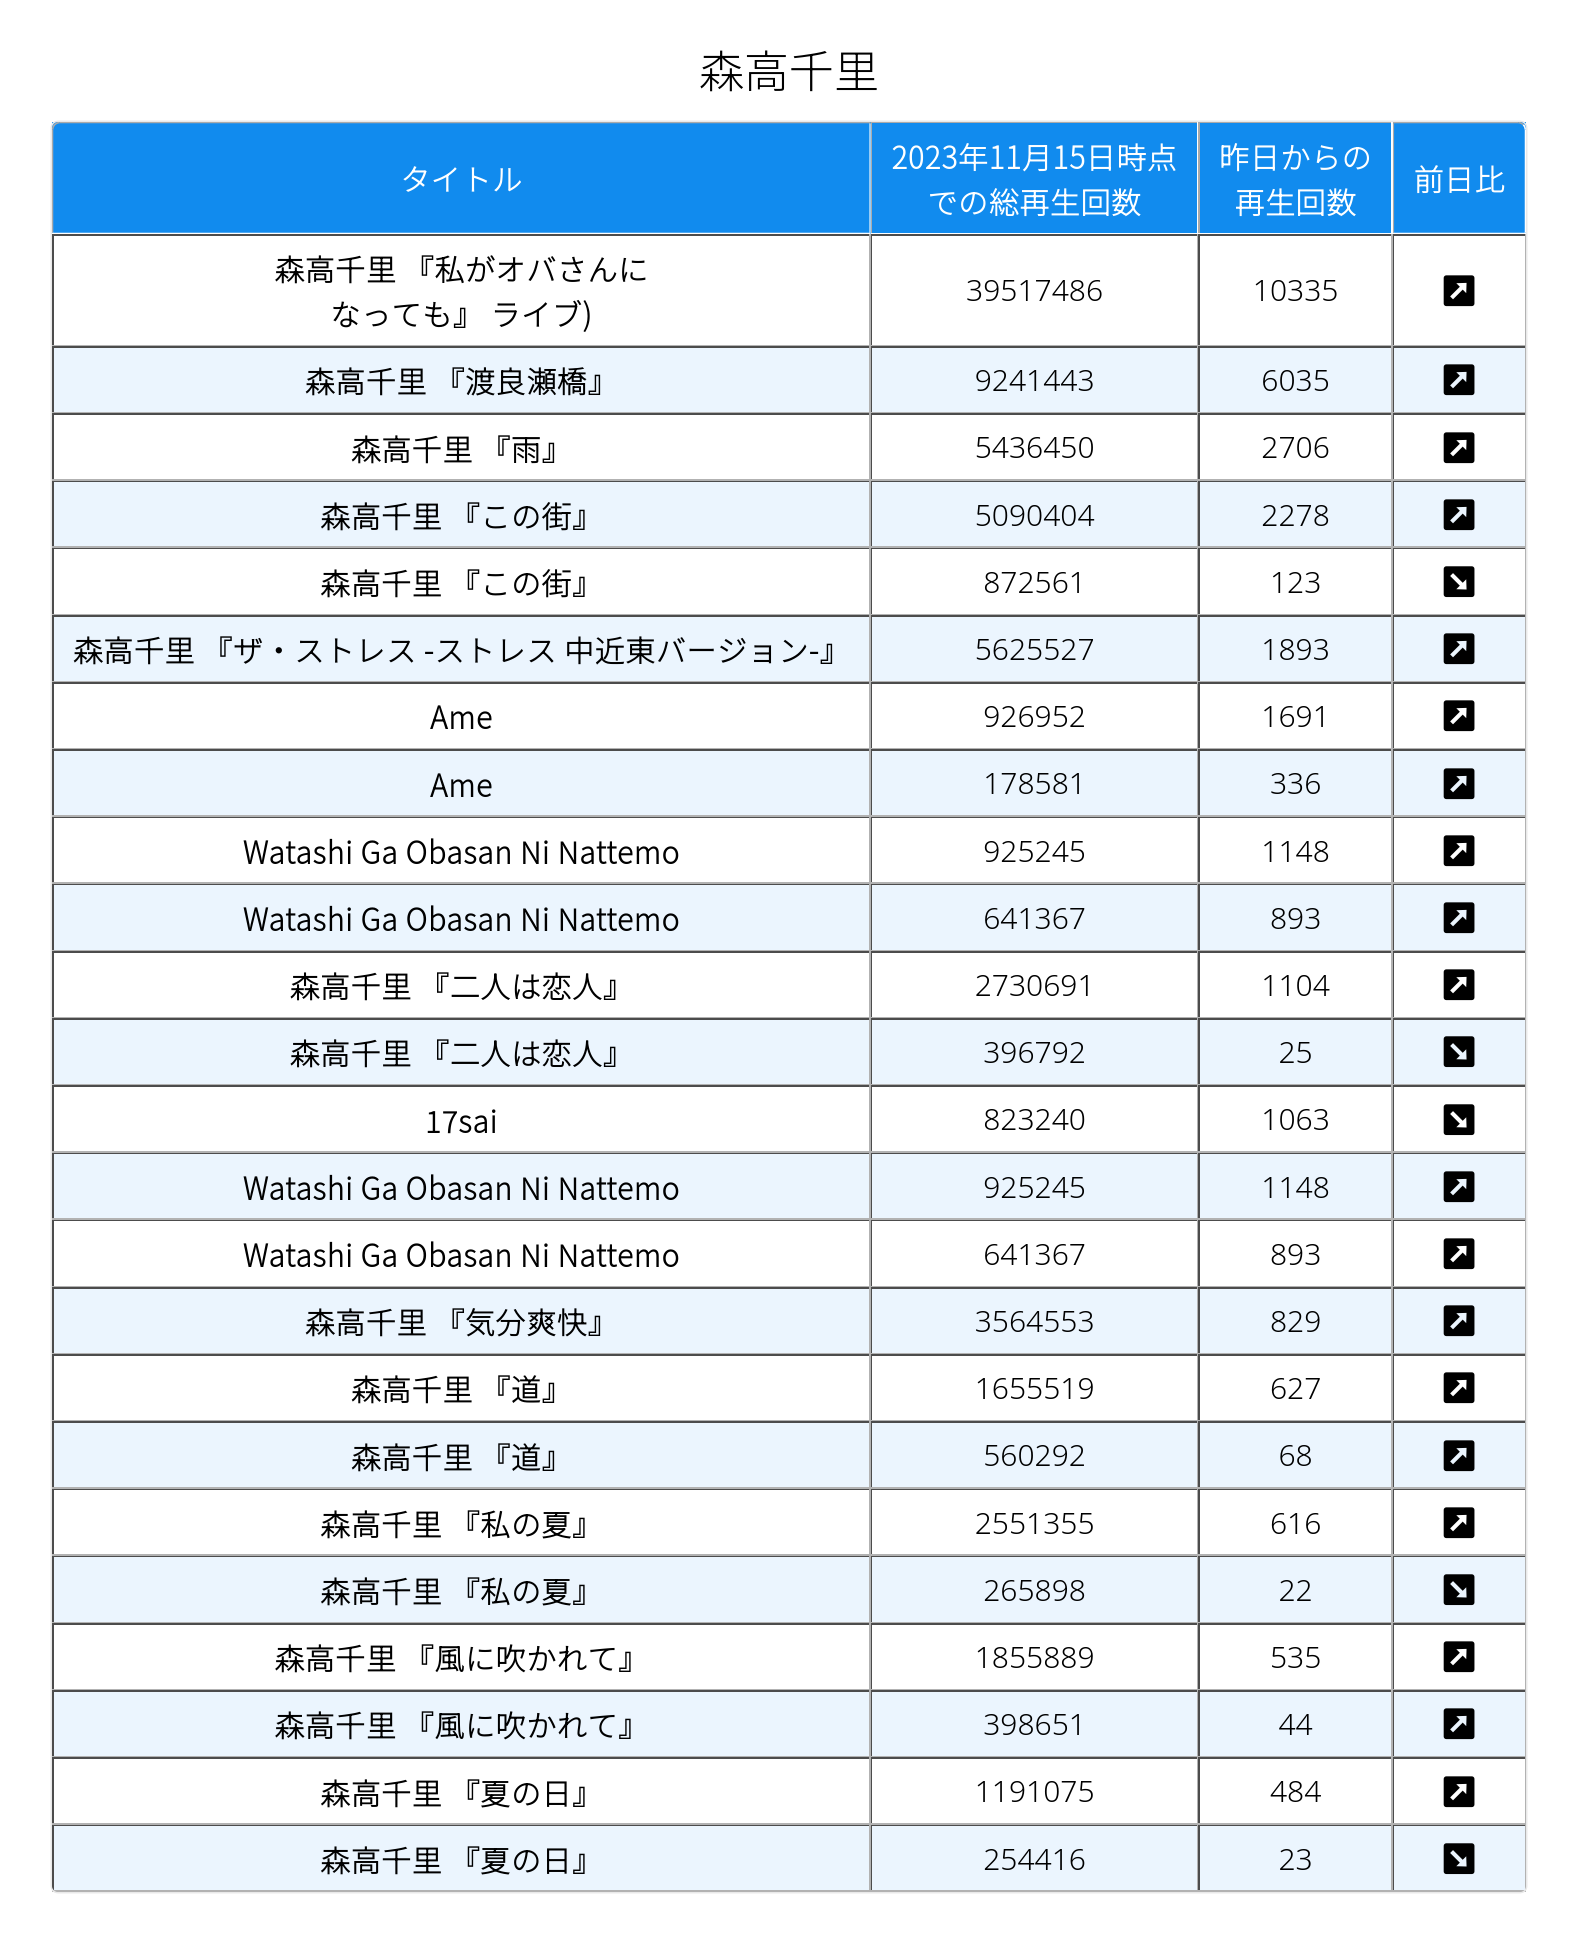 森高千里
タイトル
2023年11月15日時点
での総再生回数
昨日からの
再生回数
前日比
森高千里 『私がオバさんに
なっても』 ライブ)
39517486
10335
森高千里 『渡良瀬橋』 9241443 6035
森高千里 『雨』 5436450 2706
森高千里 『この街』 5090404 2278
森高千里 『この街』 872561 123
森高千里 『ザ・ストレス -ストレス 中近東バージョン-』 5625527 1893
Ame 926952 1691
Ame 178581 336
Watashi Ga Obasan Ni Nattemo 925245 1148
Watashi Ga Obasan Ni Nattemo 641367 893
森高千里 『二人は恋人』 2730691 1104
森高千里 『二人は恋人』 396792 25
17sai 823240 1063
Watashi Ga Obasan Ni Nattemo 925245 1148
Watashi Ga Obasan Ni Nattemo 641367 893
森高千里 『気分爽快』 3564553 829
森高千里 『道』 1655519 627
森高千里 『道』 560292 68
森高千里 『私の夏』 2551355 616
森高千里 『私の夏』 265898 22
森高千里 『風に吹かれて』 1855889 535
森高千里 『風に吹かれて』 398651 44
森高千里 『夏の日』 1191075 484
森高千里 『夏の日』 254416 23